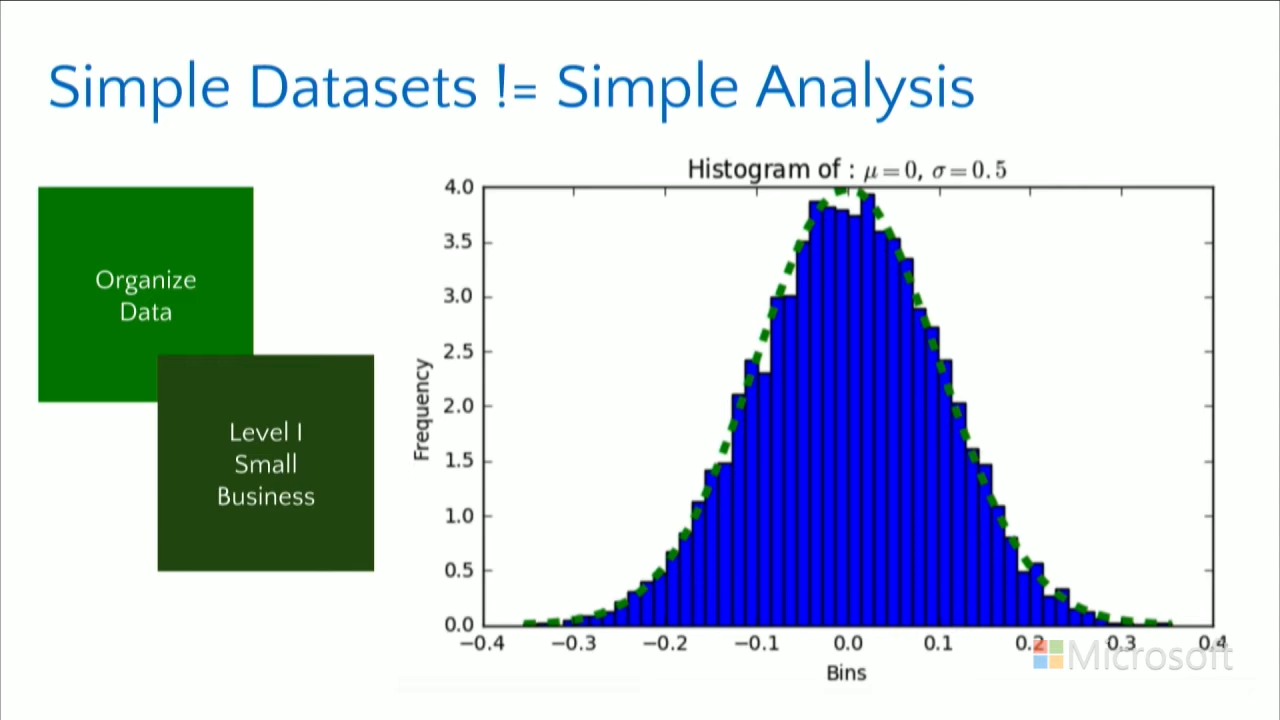 Simple Datasets != Simple Analysis
Organize
Data
Level I
Small
Business
Histogram of : μ=0, σ=0.5
4.0
3.5
3.0
2.5
2.0
1.5
1.0
0.5
0.0
Frequency
−0.4 −0.3 −0.2 −0.1 0.0 0.1 0.2 0.3 0.4
Bins
Microsoft